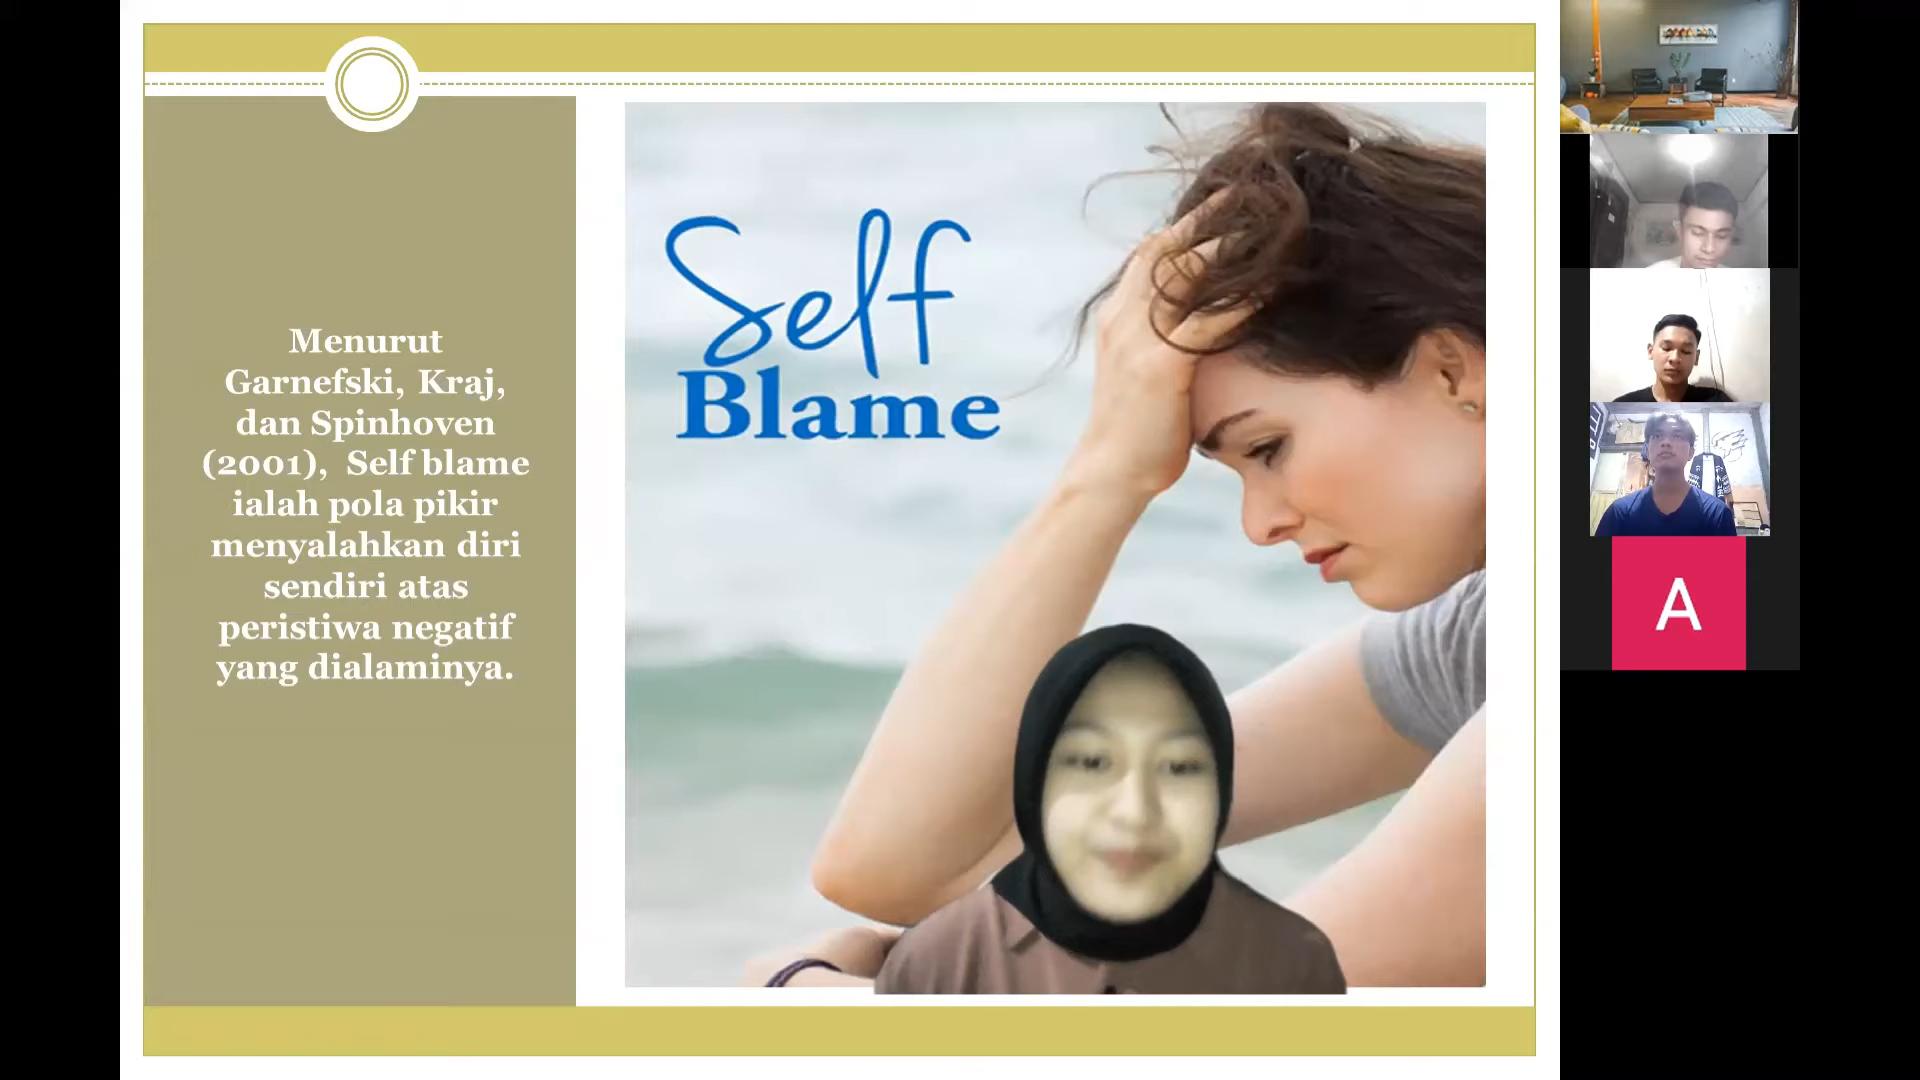 Menurut
Garnefski, Kraj,
dan Spinhoven
(2001), Self blame
ialah pola pikir
menyalahkan diri
sendiri atas
peristiwa negatif
yang dialaminya.
Self
Blame
A